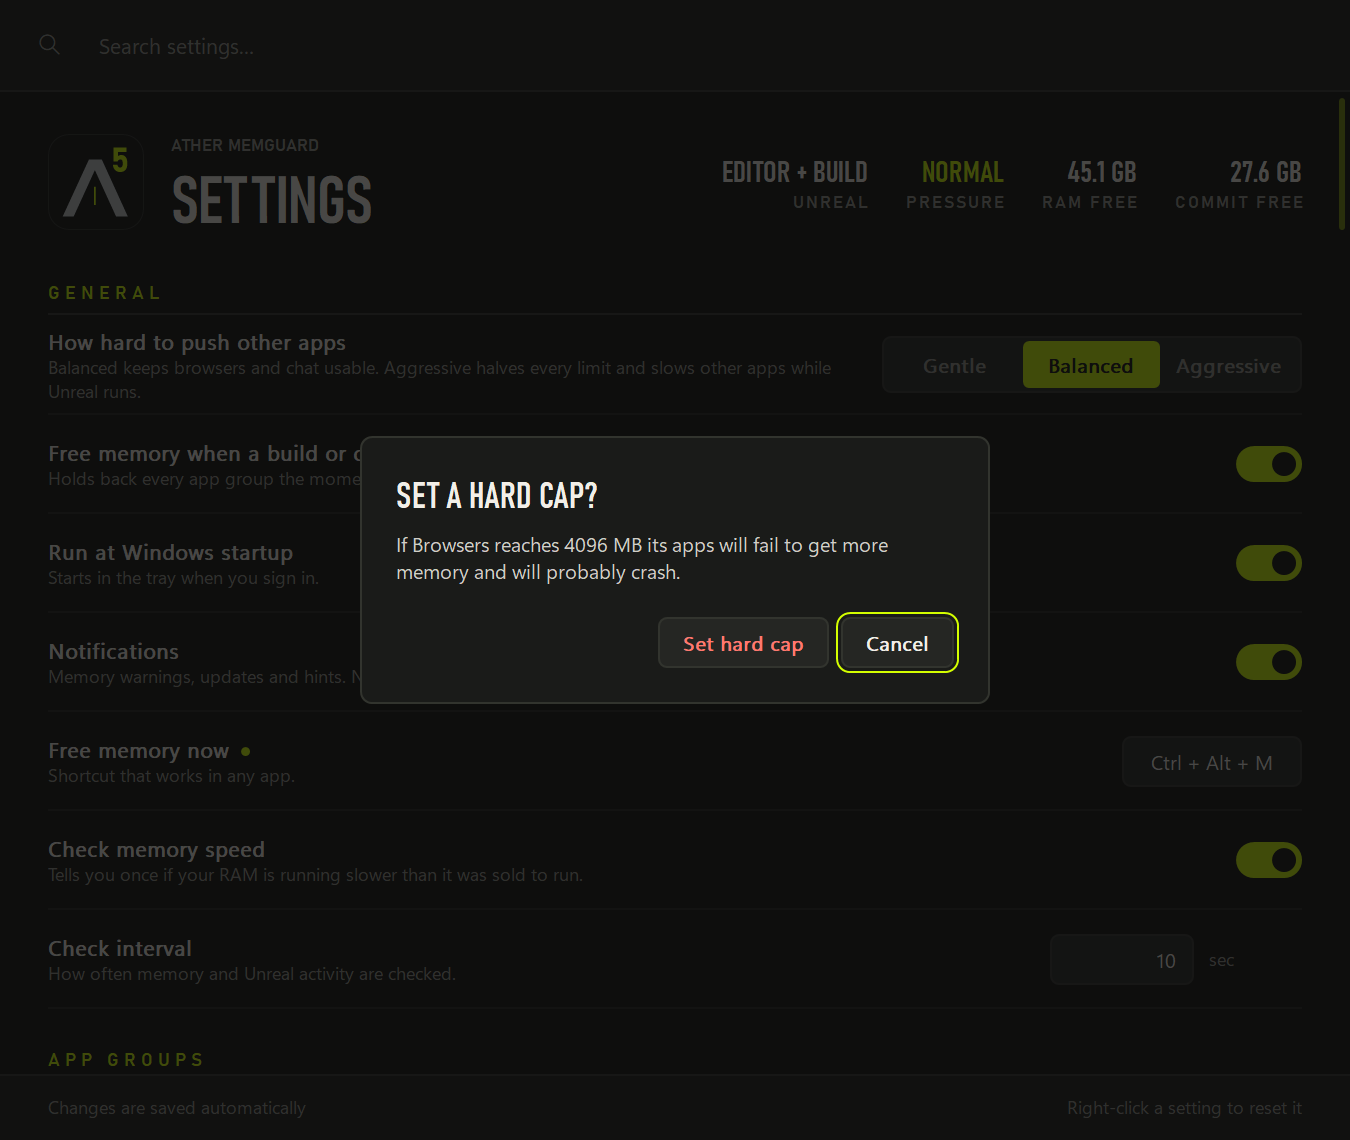 Search settings...
5
ATHER MEMGUARD
SETTINGS
EDITOR + BUILD
UNREAL
NORMAL
PRESSURE
45.1 GB
RAM FREE
27.6 GB
COMMIT FREE
GENERAL
How hard to push other apps
Balanced keeps browsers and chat usable. Aggressive halves every limit and slows other apps while
Unreal runs.
Gentle
Balanced
Aggressive
Free memory when a build or
Holds back every app group the mome
Run at Windows startup
Starts in the tray when you sign in.
Notifications
Memory warnings, updates and hints. N
SET A HARD CAP?
If Browsers reaches 4096 MB its apps will fail to get more
memory and will probably crash.
Set hard cap
Cancel
Free memory now
Shortcut that works in any app.
Ctrl + Alt + M
Check memory speed
Tells you once if your RAM is running slower than it was sold to run.
Check interval
How often memory and Unreal activity are checked.
10 sec
APP GROUPS
Changes are saved automatically
Right-click a setting to reset it